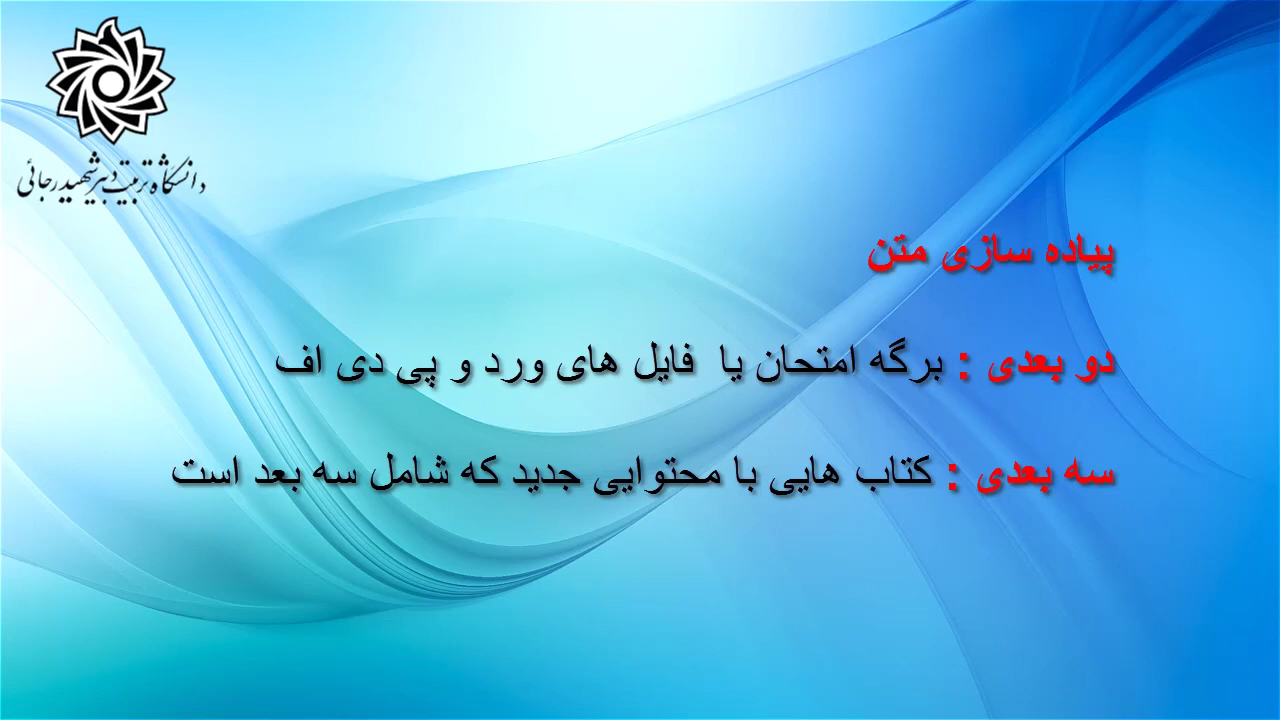 دانشگاه تربیت دبیر شهید رجائی
پیاده سازی متن
دو بعدی : برگه امتحان یا فایل های ورد و پی دی اف
سه بعدی : کتاب هایی با محتوایی جدید که شامل سه بعد است